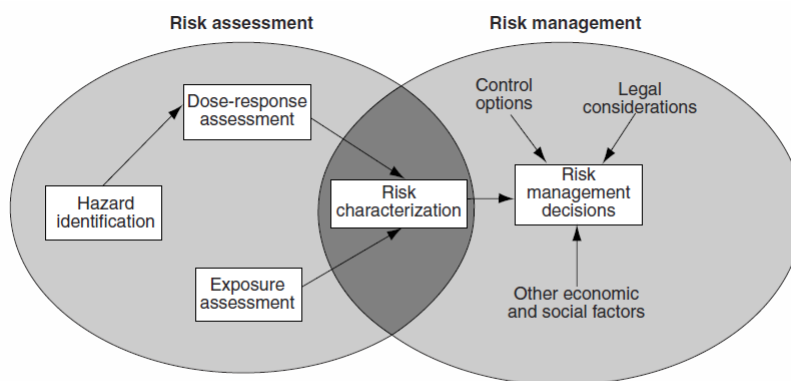 Risk assessment
Risk management
Dose-response
assessment
Hazard
identification
Exposure
assessment
Risk
characterization
Control
options
Legal
considerations
Risk
management
decisions
Other economic
and social factors